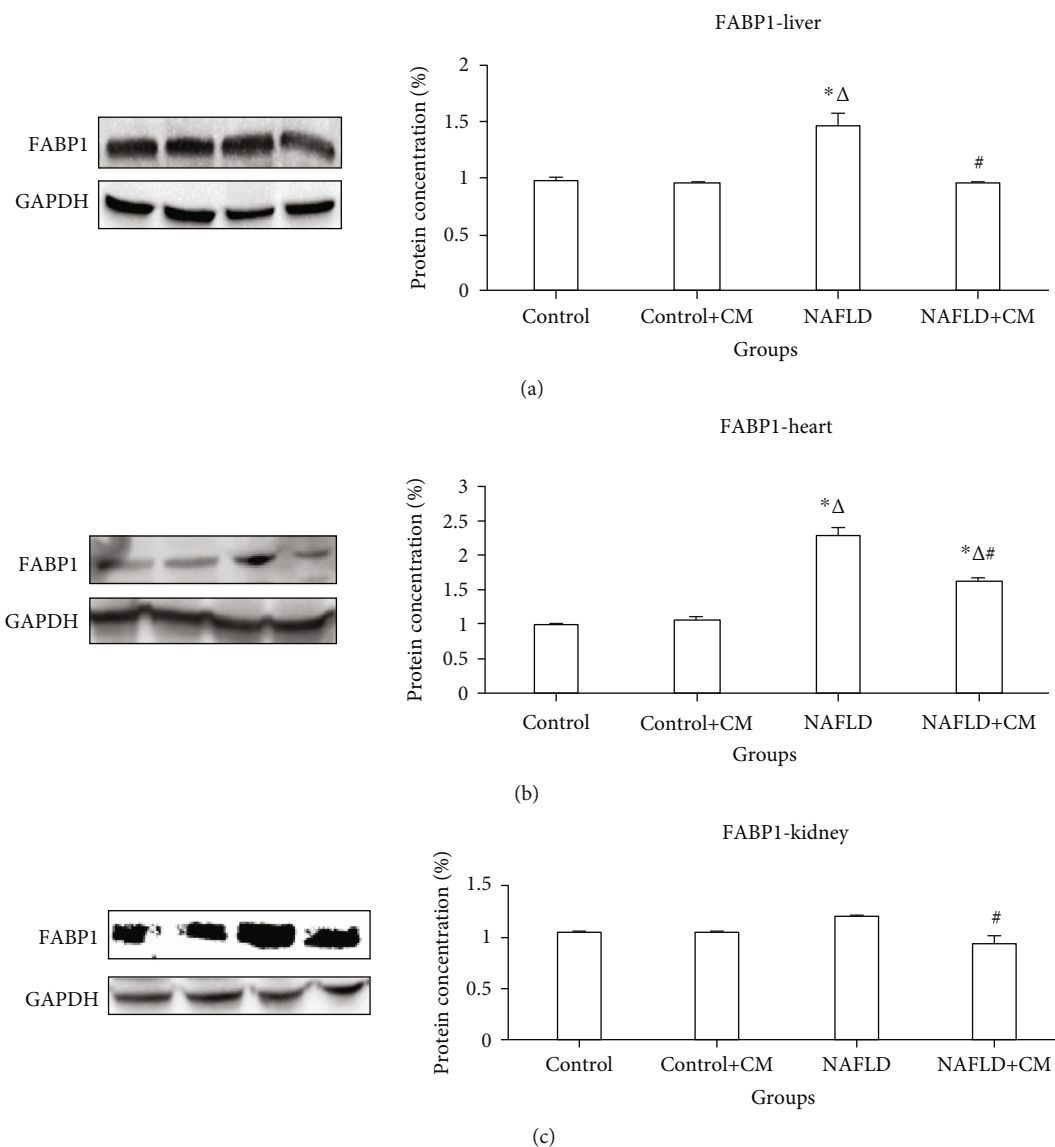 FABP1-liver
FABP1
GAPDH
Protein concentration (%)
2
1.5
1
0.5
0
*Δ
#
Control
Control+CM
NAFLD
NAFLD+CM
Groups
(a)
FABP1-heart
FABP1
GAPDH
Protein concentration (%)
3
2.5
2
1.5
1
0.5
0
*Δ
*Δ#
Control
Control+CM
NAFLD
NAFLD+CM
Groups
(b)
FABP1-kidney
FABP1
GAPDH
Protein concentration (%)
1.5
1
0.5
0
#
Control
Control+CM
NAFLD
NAFLD+CM
Groups
(c)